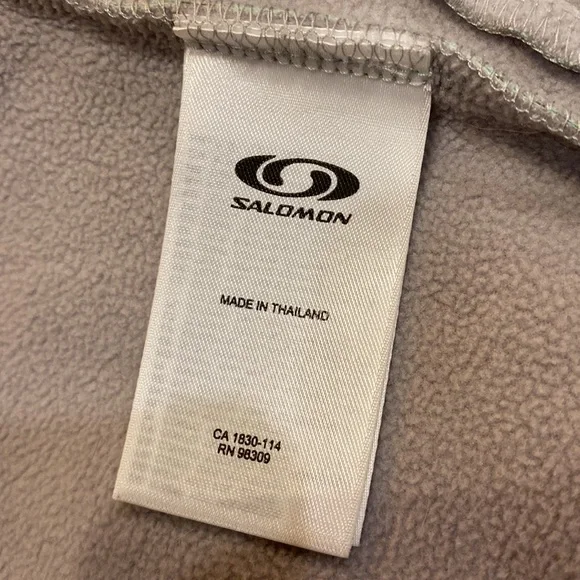 SALOMON
MADE IN THAILAND
CA 1830-114
RN 98309